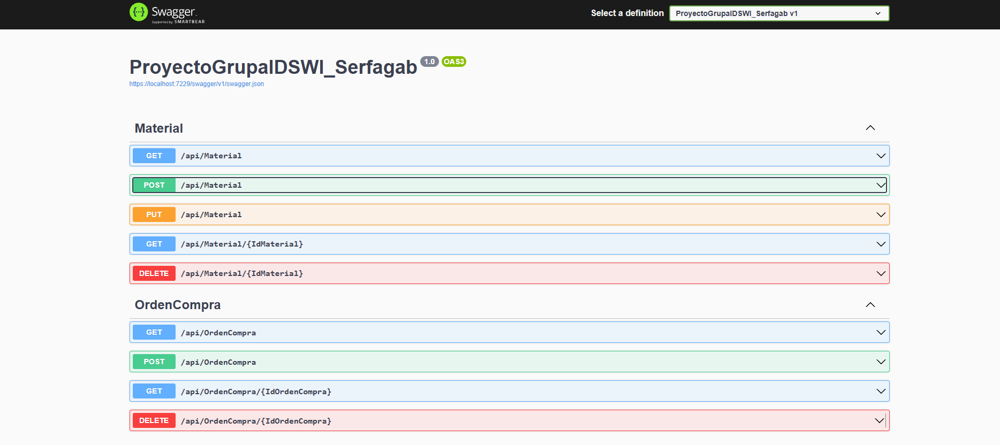 Swagger.
Supported by SMARTBEAR
Select a definition
ProyectoGrupalDSWI_Serfagab v1
ProyectoGrupalDSWI_Serfagab 1.0 OAS3
https://localhost:7229/swagger/v1/swagger.json
Material
GET /api/Material
POST /api/Material
PUT /api/Material
GET /api/Material/{IdMaterial}
DELETE /api/Material/{IdMaterial}
OrdenCompra
GET /api/OrdenCompra
POST /api/OrdenCompra
GET /api/OrdenCompra/{IdOrdenCompra}
DELETE /api/OrdenCompra/{IdOrdenCompra}